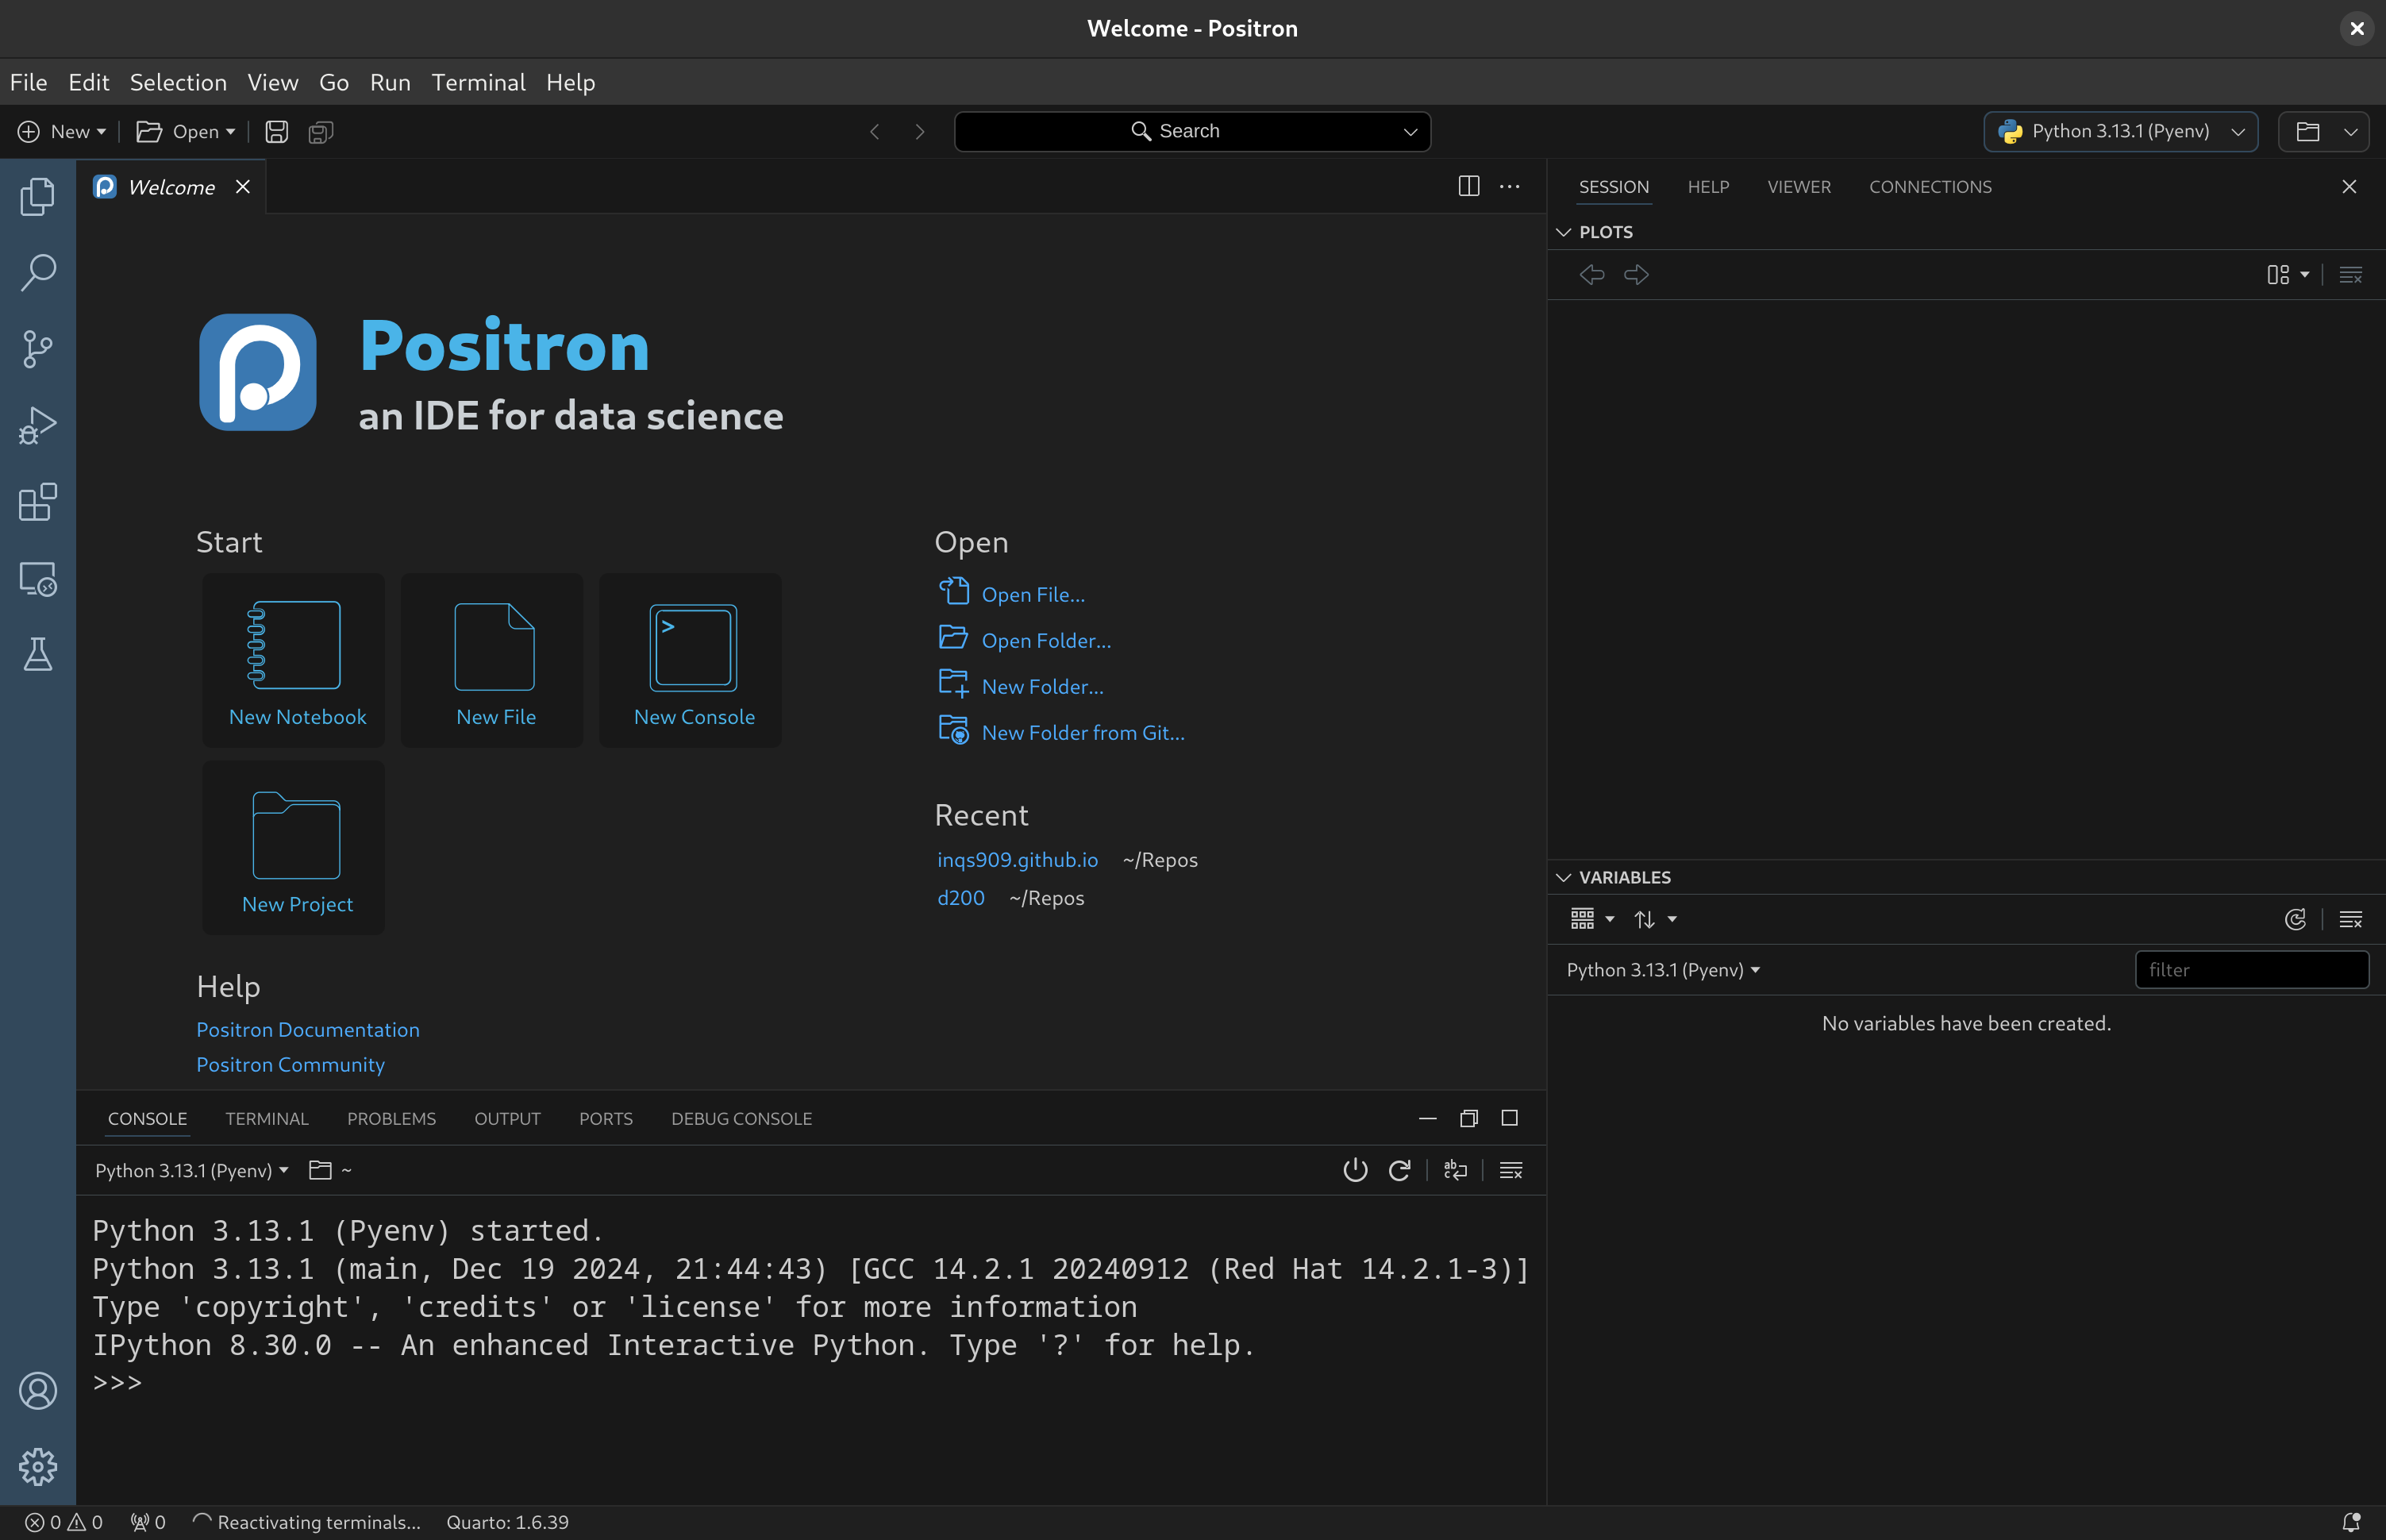 Welcome - Positron
File Edit Selection View Go Run Terminal Help
New Open Search Python 3.13.1 (Pyenv)
Welcome
SESSION HELP VIEWER CONNECTIONS
PLOTS
Positron
an IDE for data science
Start
New Notebook New File New Console
New Project
Open
Open File...
Open Folder...
New Folder...
New Folder from Git...
Recent
inqs909.github.io ~/Repos
d200 ~/Repos
Help
Positron Documentation
Positron Community
VARIABLES
Python 3.13.1 (Pyenv) filter
No variables have been created.
CONSOLE TERMINAL PROBLEMS OUTPUT PORTS DEBUG CONSOLE
Python 3.13.1 (Pyenv) ~
Python 3.13.1 (Pyenv) started.
Python 3.13.1 (main, Dec 19 2024, 21:44:43) [GCC 14.2.1 20240912 (Red Hat 14.2.1-3)]
Type 'copyright', 'credits' or 'license' for more information
IPython 8.30.0 -- An enhanced Interactive Python. Type '?' for help.
>>>
0 0 0 Reactivating terminals... Quarto: 1.6.39